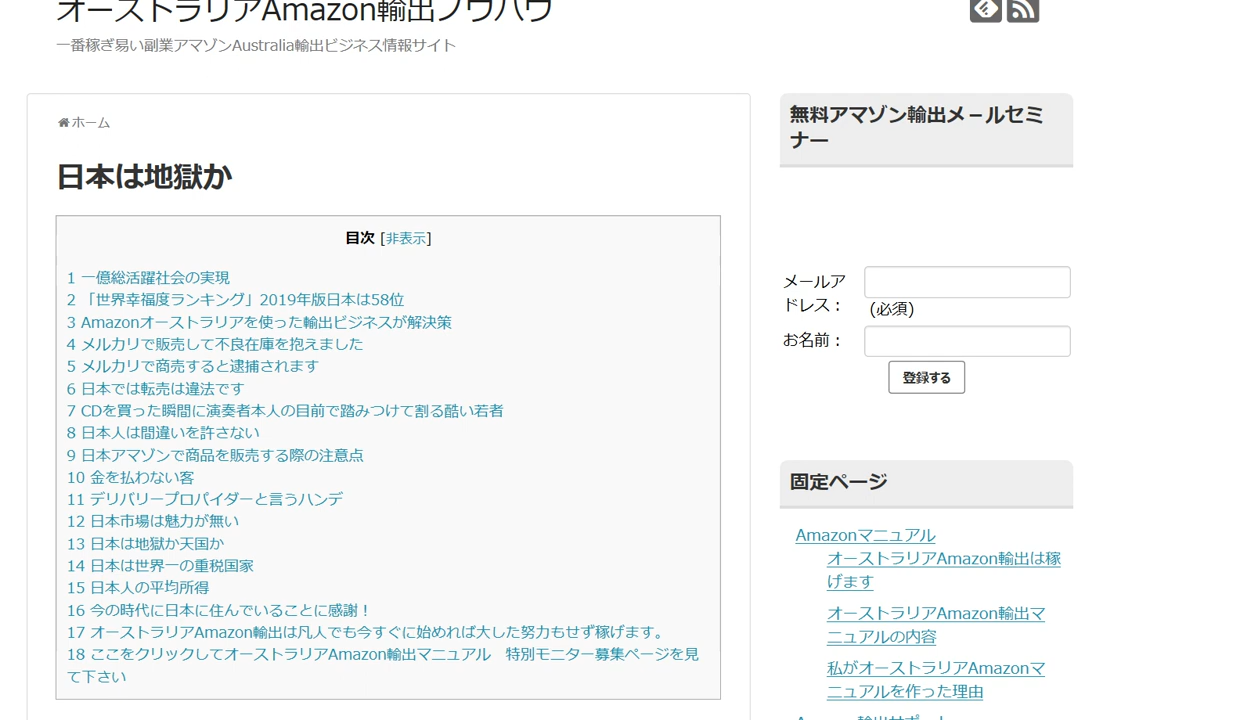 オーストラリアAmazon輸出ノウハウ
一番稼ぎ易い副業アマゾンAustralia輸出ビジネス情報サイト
ホーム
日本は地獄か
目次 [非表示]
1 一億総活躍社会の実現
2 「世界幸福度ランキング」2019年版日本は58位
3 Amazonオーストラリアを使った輸出ビジネスが解決策
4 メルカリで販売して不良在庫を抱えました
5 メルカリで商売すると逮捕されます
6 日本では転売は違法です
7 CDを買った瞬間に演奏者本人の目前で踏みつけて割る酷い若者
8 日本人は間違いを許さない
9 日本アマゾンで商品を販売する際の注意点
10 金を払わない客
11 デリバリープロパイダーと言うハンデ
12 日本市場は魅力が無い
13 日本は地獄か天国か
14 日本は世界一の重税国家
15 日本人の平均所得
16 今の時代に日本に住んでいることに感謝！
17 オーストラリアAmazon輸出は凡人でも今すぐに始めれば大した努力もせず稼げます。
18 ここをクリックしてオーストラリアAmazon輸出マニュアル　特別モニター募集ページを見
て下さい
無料アマゾン輸出メールセミ
ナー
メールア
ドレス：
(必須)
お名前：
登録する
固定ページ
Amazonマニュアル
オーストラリアAmazon輸出は稼
げます
オーストラリアAmazon輸出マ
ニュアルの内容
私がオーストラリアAmazonマ
ニュアルを作った理由
Amazon輸出サポート